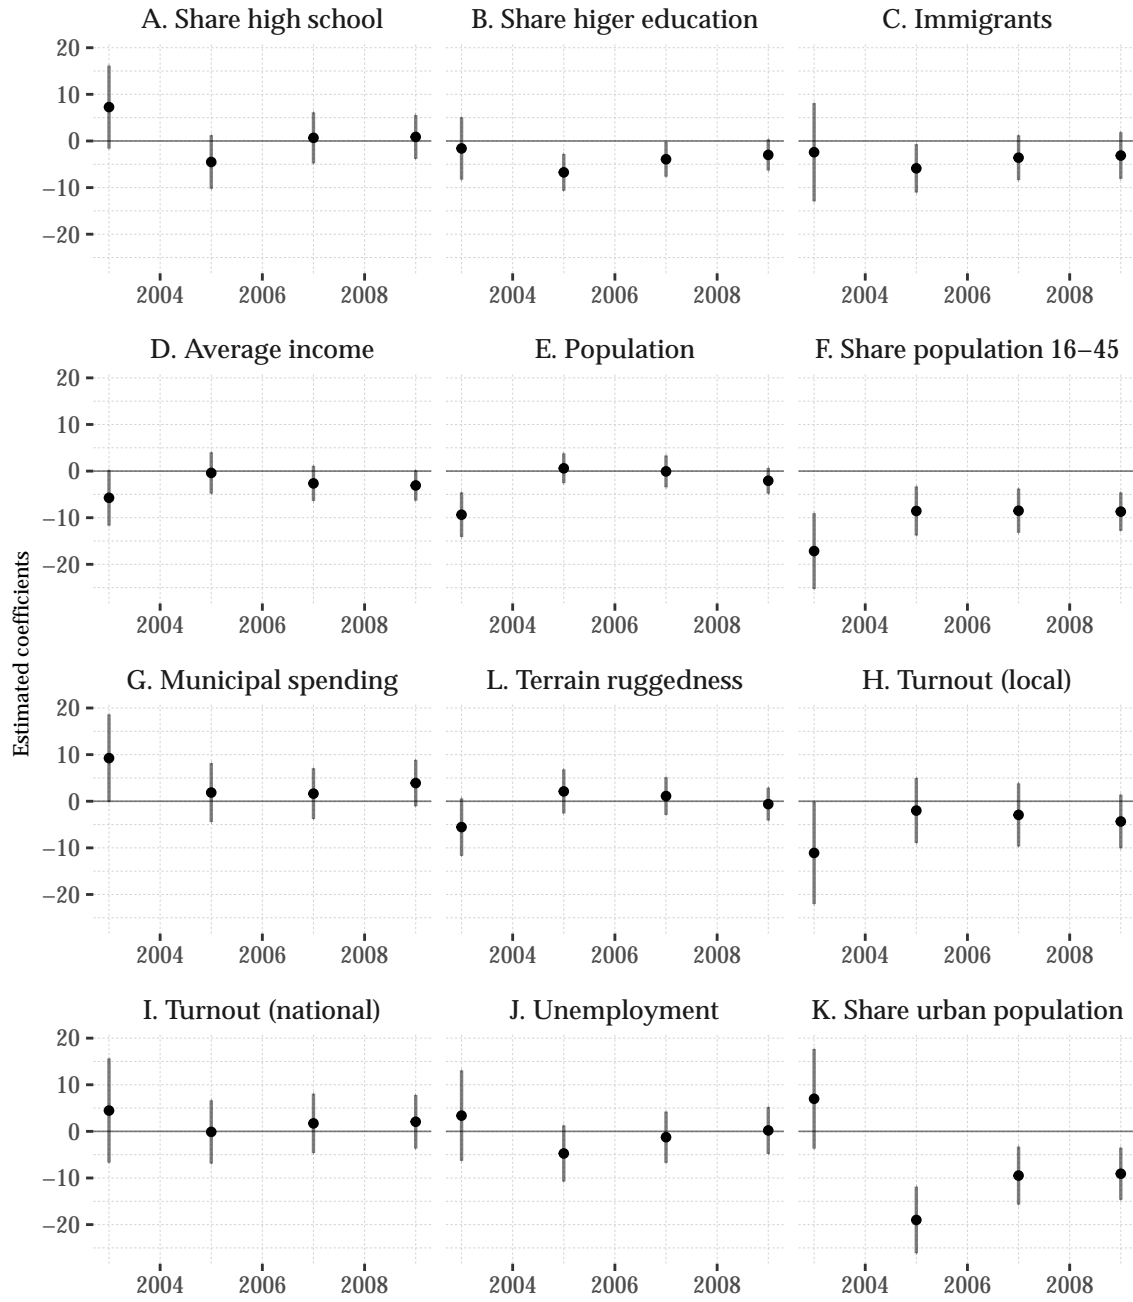 A. Share high school
B. Share higer education
C. Immigrants
20
10
0
−10
−20
2004 2006 2008
2004 2006 2008
2004 2006 2008
D. Average income
E. Population
F. Share population 16–45
20
10
0
−10
−20
2004 2006 2008
2004 2006 2008
2004 2006 2008
Estimated coefficients
G. Municipal spending
L. Terrain ruggedness
H. Turnout (local)
20
10
0
−10
−20
2004 2006 2008
2004 2006 2008
2004 2006 2008
I. Turnout (national)
J. Unemployment
K. Share urban population
20
10
0
−10
−20
2004 2006 2008
2004 2006 2008
2004 2006 2008